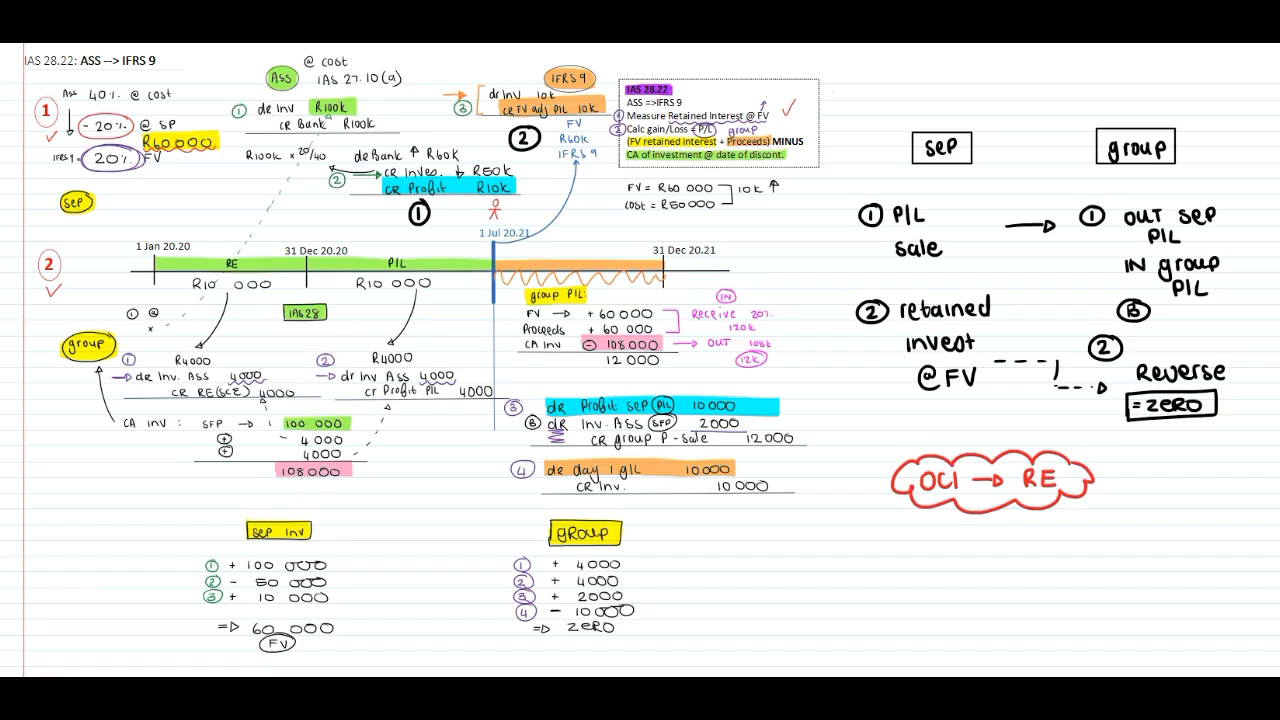 IAS 28.22: ASS --> IFRS 9
1
Ass 40% @ cost
- 20% @ SP
R60000
IFRS 9 = 20% FV
sep
Ass
@ cost
IAS 27.10(a)
1 dr Inv R100k
CR Bank R100k
R100k x 20/40
dr Bank ↑ R60k
2 CR Inves. ↓ R50k
CR Profit R10k
1
IFRS 9
3 dr Inv 10k
CR FV adj P/L 10k
2
FV
R60k
IFRS 9
IAS 28.22
ASS =>IFRS 9
1 Measure Retained Interest @ FV
2 Calc gain/Loss = P/L group
(FV retained interest + Proceeds) MINUS
CA of investment @ date of discont.
FV = R60 000
COST = R50 000
10k ↑
2
1 Jan 20.20
31 Dec 20.20
1 Jul 20.21
31 Dec 20.21
RE
P/L
R10 000
R10 000
IAS 28
1 @
group
1 R4000
dr Inv. Ass 4000
CR RE(SCE) 4000
2 R4000
dr Inv Ass 4000
Cr Profit P/L 4000
CA inv : SFP → 100 000
+ 4000
+ 4000
108000
group P/L:
FV → + 60 000
Proceeds + 60 000
CA Inv - 108 000
12 000
IN
Receive 20%
120k
→ OUT 108k
12k
3 dR Profit sep P/L 10 000
B dR Inv. Ass SFP 2000
CR group P-sale 12 000
4 dR day 1 g/L 10 000
CR Inv. 10 000
sep inv
1 + 100 000
2 - 50 000
3 + 10 000
=> 60 000
FV
group
1 + 4000
2 + 4000
3 + 2000
4 - 10 000
=> zero
sep
1 P/L
sale
2 retained
invest
@ FV
group
1 OUT sep
P/L
IN group
P/L
B
2
Reverse
= zero
OCI → RE